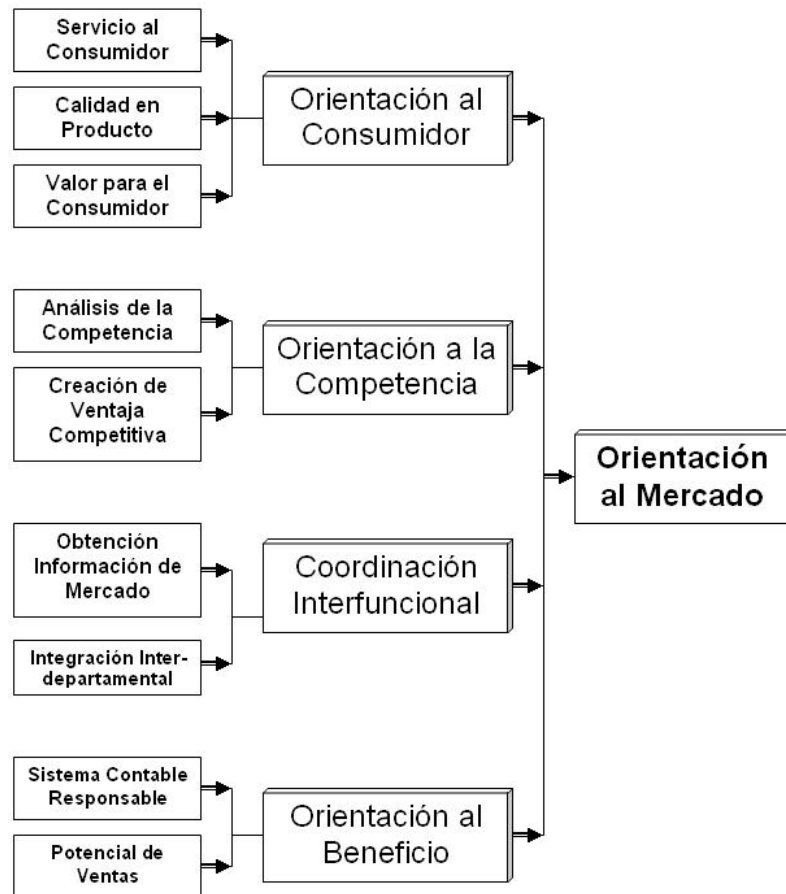 Servicio al
Consumidor
Calidad en
Producto
Valor para el
Consumidor
Orientación al
Consumidor
Análisis de la
Competencia
Creación de
Ventaja
Competitiva
Orientación a la
Competencia
Obtención
Información de
Mercado
Integración Inter-
departamental
Coordinación
Interfuncional
Sistema Contable
Responsable
Potencial de
Ventas
Orientación al
Beneficio
Orientación
al Mercado